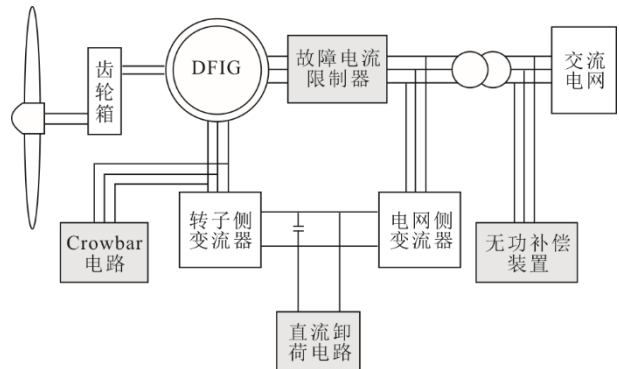 齿轮箱
DFIG
故障电流
限制器
交流
电网
Crowbar
电路
转子侧
变流器
电网侧
变流器
无功补偿
装置
直流卸
荷电路